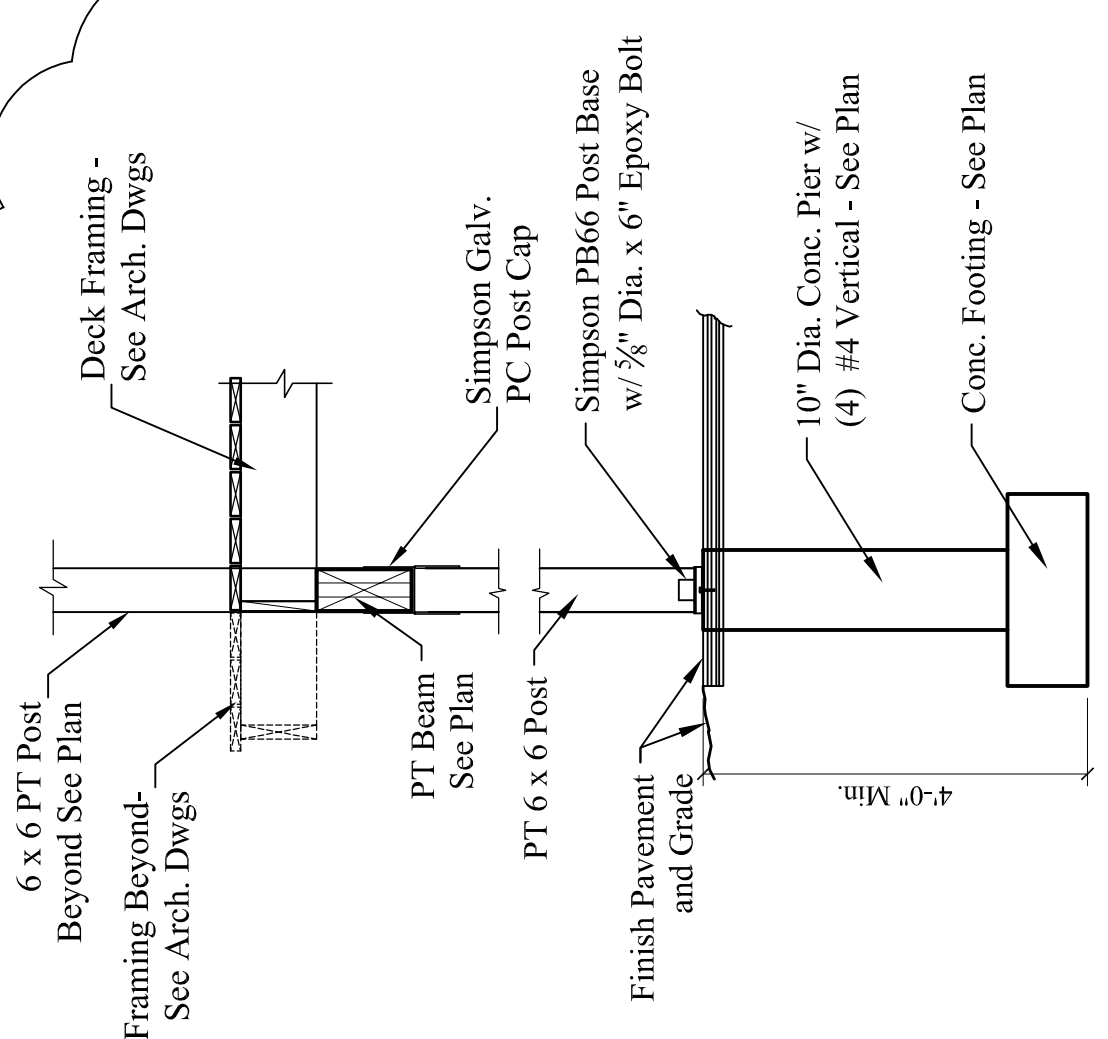 6 x 6 PT Post
Beyond See Plan
Framing Beyond-
See Arch. Dwgs
Deck Framing -
See Arch. Dwgs
PT Beam
See Plan
Simpson Galv.
PC Post Cap
PT 6 x 6 Post
Simpson PB66 Post Base
w/ ⅝" Dia. x 6" Epoxy Bolt
Finish Pavement
and Grade
10" Dia. Conc. Pier w/
(4) #4 Vertical - See Plan
Conc. Footing - See Plan
4'-0" Min.